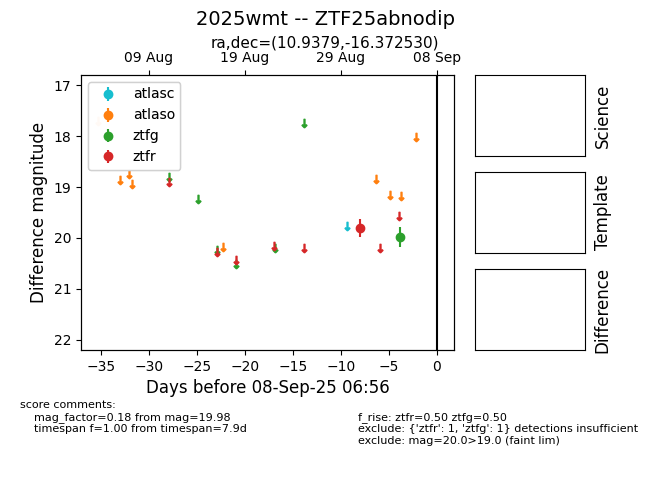 2025wmt -- ZTF25abnodip
ra,dec=(10.9379,-16.372530)
09 Aug 19 Aug 29 Aug 08 Sep
atlasc
atlaso
ztfg
ztfr
17
18
19
20
21
22
Difference magnitude
−35 −30 −25 −20 −15 −10 −5 0
Days before 08-Sep-25 06:56
Science
Template
Difference
score comments:
mag_factor=0.18 from mag=19.98
timespan f=1.00 from timespan=7.9d
f_rise: ztfr=0.50 ztfg=0.50
exclude: {'ztfr': 1, 'ztfg': 1} detections insufficient
exclude: mag=20.0>19.0 (faint lim)